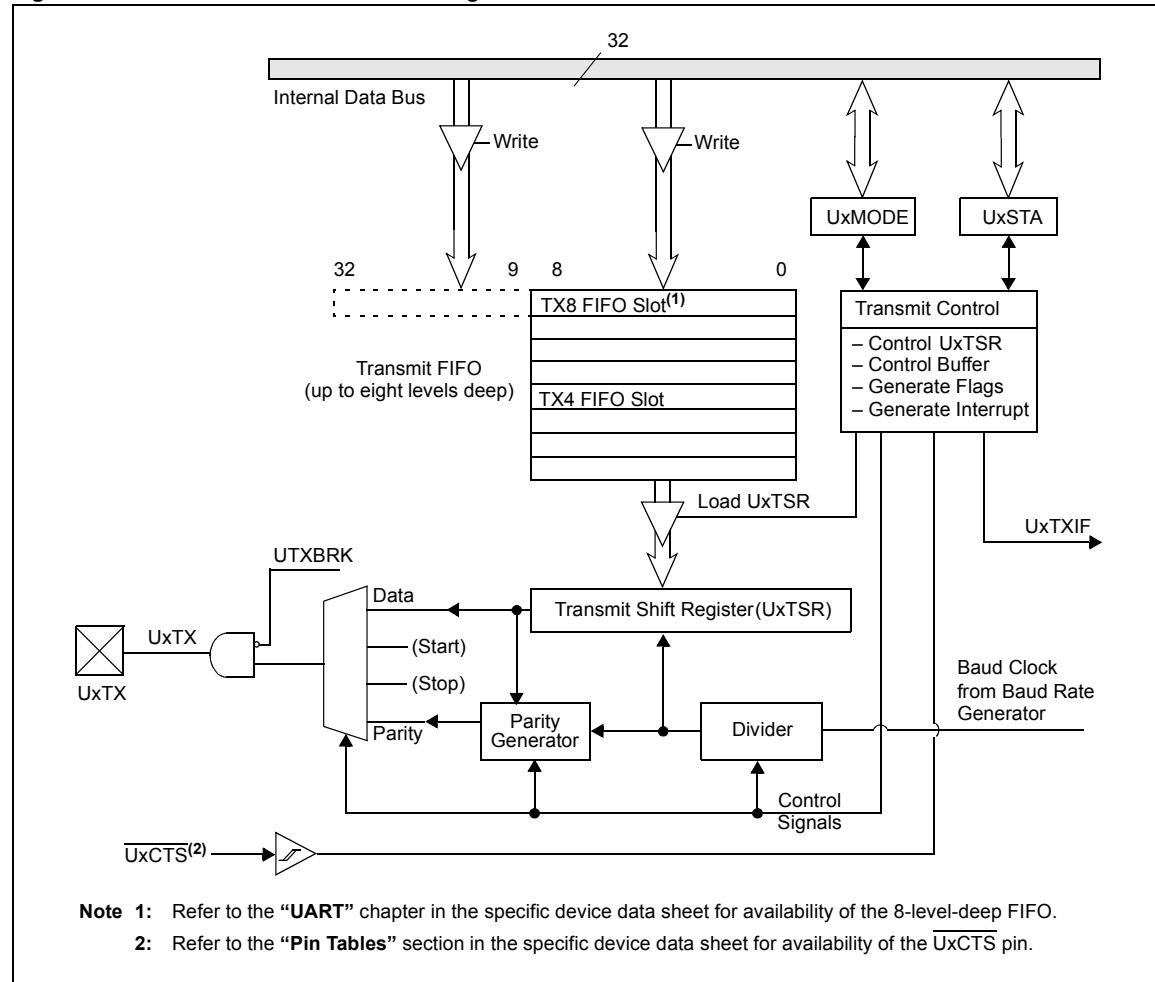 32
Internal Data Bus
Write
Write
UxMODE
UxSTA
32
9
8
0
TX8 FIFO Slot(1)
Transmit Control
– Control UxTSR
– Control Buffer
– Generate Flags
– Generate Interrupt
Transmit FIFO
(up to eight levels deep)
TX4 FIFO Slot
Load UxTSR
UxTXIF
UTXBRK
Data
Transmit Shift Register(UxTSR)
UxTX
(Start)
(Stop)
UxTX
Parity
Parity
Generator
Divider
Baud Clock
from Baud Rate
Generator
Control
Signals
UxCTS(2)
Note 1: Refer to the “UART” chapter in the specific device data sheet for availability of the 8-level-deep FIFO.
2: Refer to the “Pin Tables” section in the specific device data sheet for availability of the UxCTS pin.